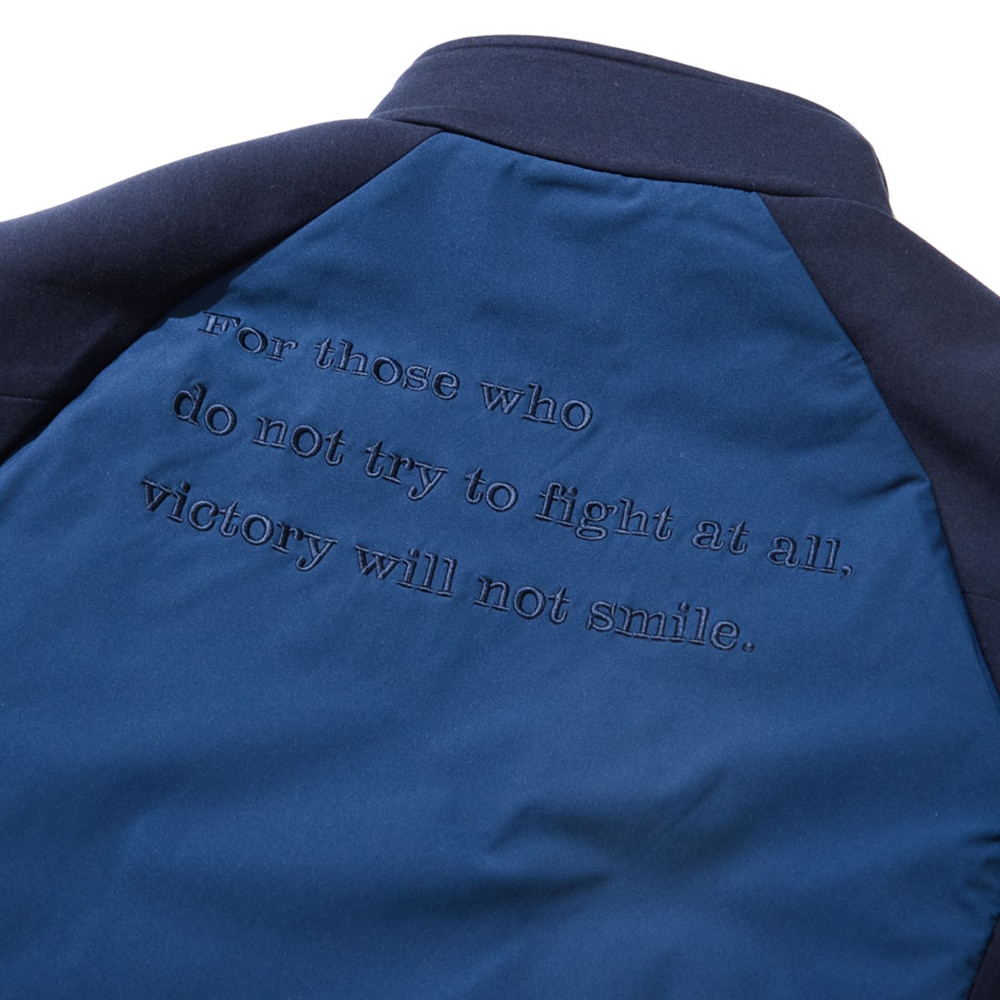 For those who
do not try to fight at all,
victory will not smile.